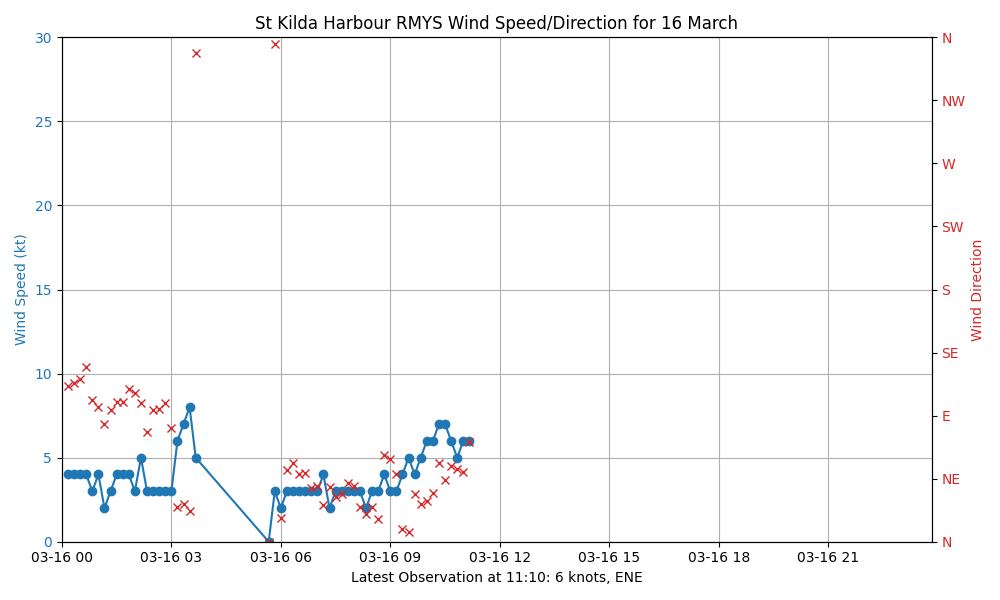 St Kilda Harbour RMYS Wind Speed/Direction for 16 March
Wind Speed (kt)
30
25
20
15
10
5
0
N
NW
W
SW
S
SE
E
NE
N
Wind Direction
03-16 00
03-16 03
03-16 06
03-16 09
03-16 12
03-16 15
03-16 18
03-16 21
Latest Observation at 11:10: 6 knots, ENE